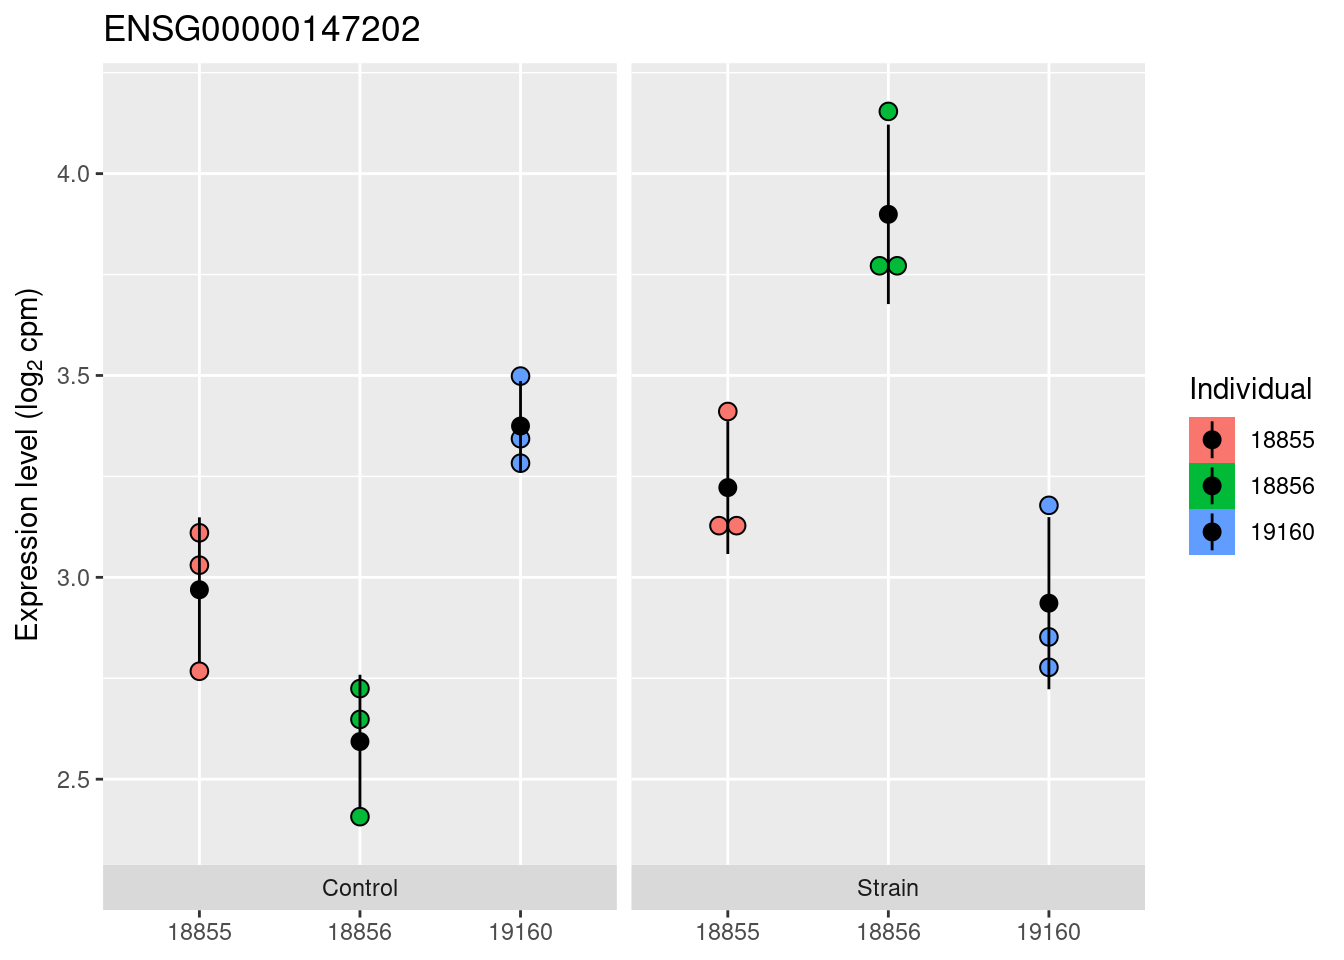 ENSG00000147202
Expression level (log2 cpm)
4.0
3.5
3.0
2.5
Control
Strain
18855
18856
19160
18855
18856
19160
Individual
18855
18856
19160